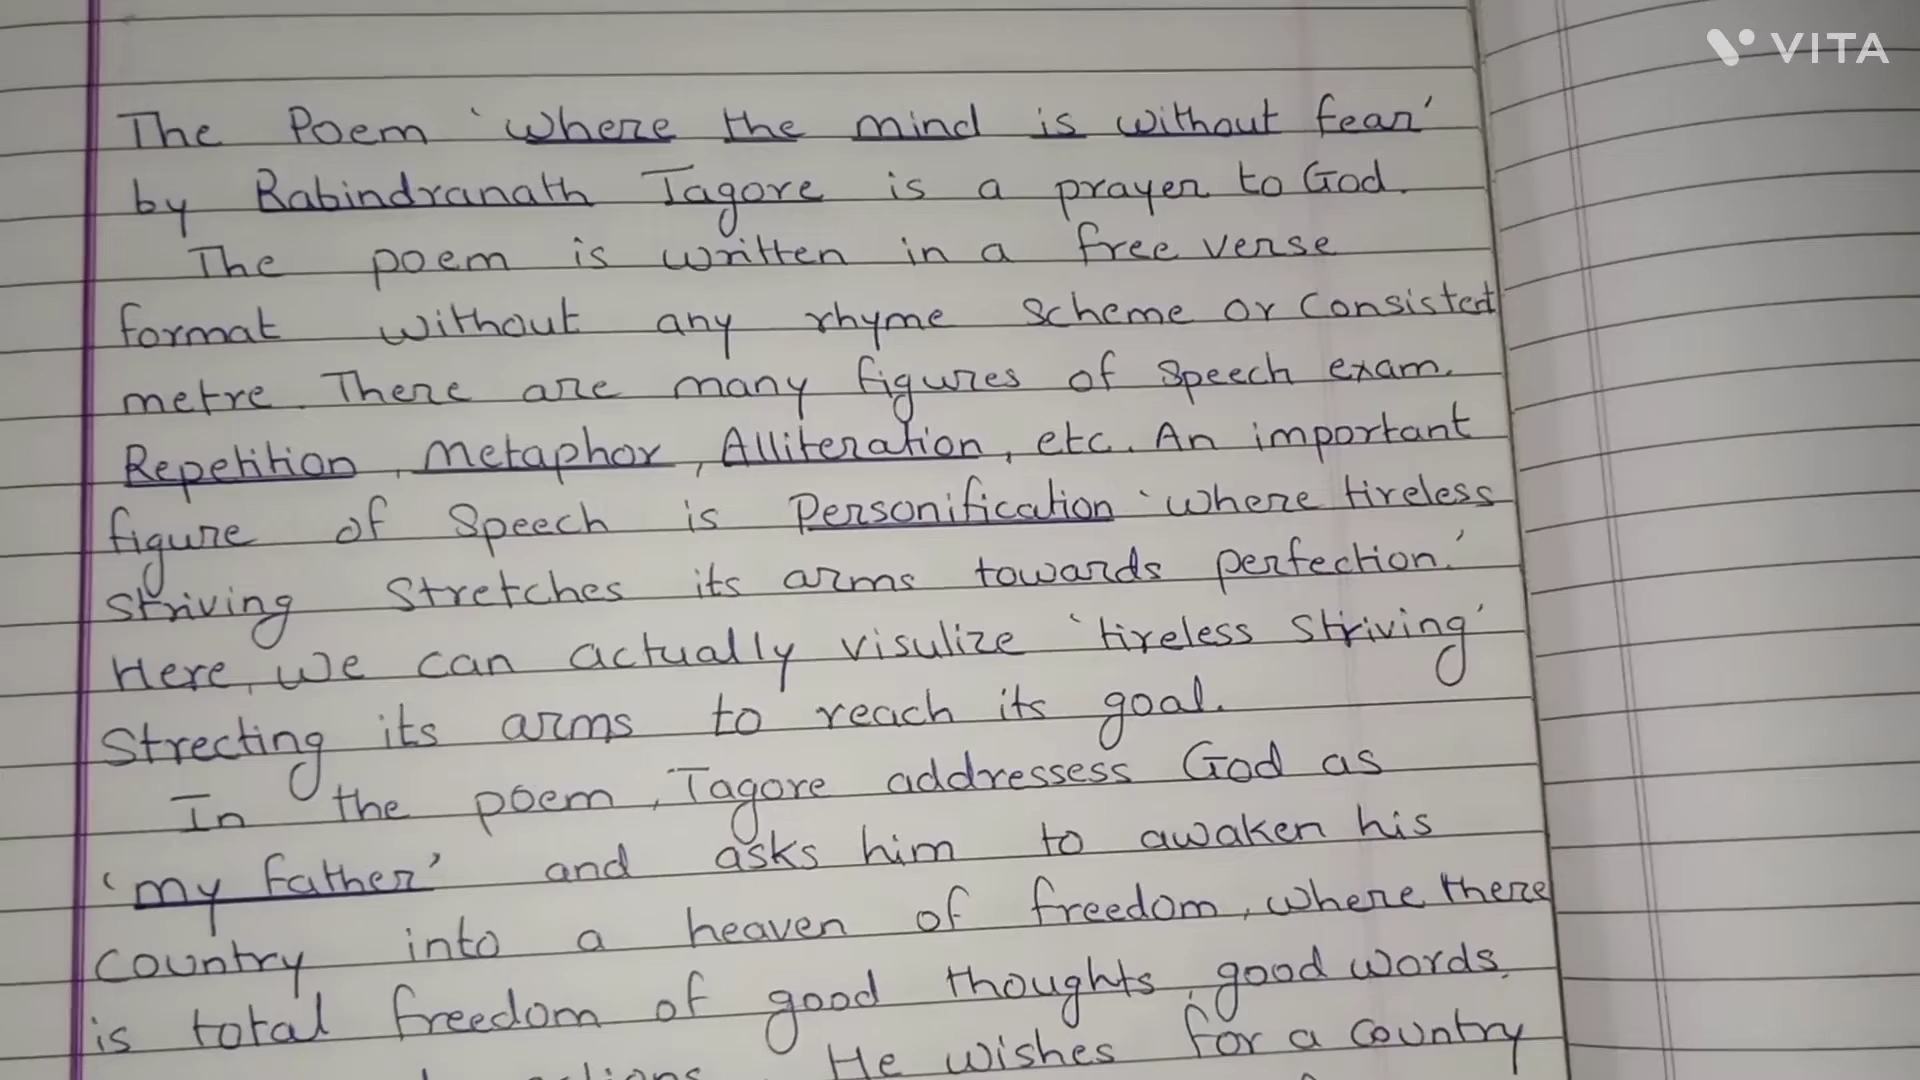 VITA
The Poem 'where the mind is without fear'
by Rabindranath Tagore is a prayer to God.
The poem is written in a free verse
format without any rhyme scheme or Consisted
metre. There are many figures of speech exam.
Repetition, Metaphor, Alliteration, etc. An important
figure of speech is Personification 'where tireless
striving stretches its arms towards perfection.'
Here, we can actually visulize 'tireless striving'
Strecting its arms to reach its goal.
In the poem, Tagore addressess God as
'my father' and asks him to awaken his
country into a heaven of freedom, where there
is total freedom of good thoughts, good words,
He wishes for a country